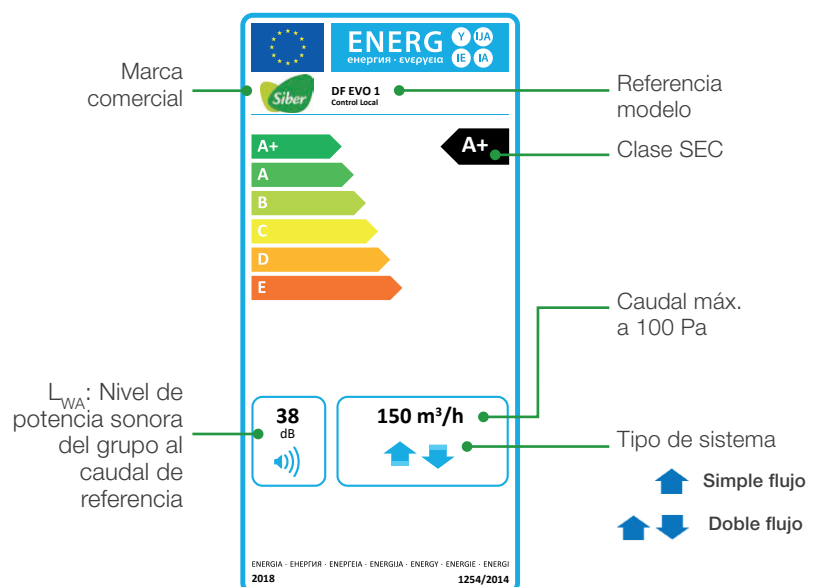 ENERG
енергия · ενεργεια
Y
IJA
IE
IA
Marca
comercial
Siber
DF EVO 1
Control Local
Referencia
modelo
A+
A+
Clase SEC
A
B
C
D
E
Caudal máx.
a 100 Pa
LWA: Nivel de
potencia sonora
del grupo al
caudal de
referencia
38
dB
150 m³/h
Tipo de sistema
Simple flujo
Doble flujo
ENERGIA · ЕНЕРГИЯ · ΕΝΕΡΓΕΙΑ · ENERGIJA · ENERGY · ENERGIE · ENERGI
2018
1254/2014